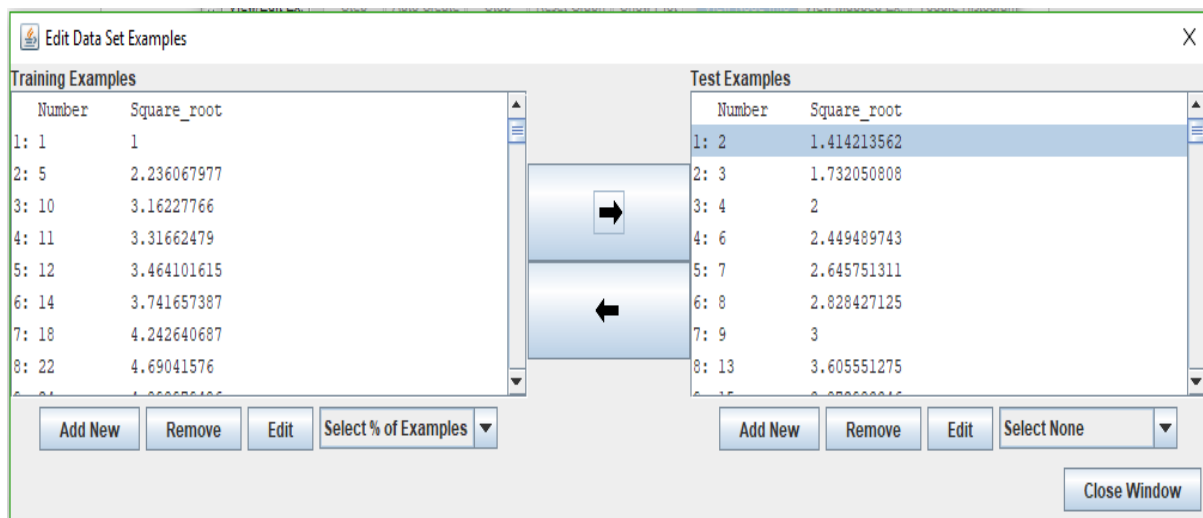 Edit Data Set Examples X
Training Examples
Number Square_root
1: 1 1
2: 5 2.236067977
3: 10 3.16227766
4: 11 3.31662479
5: 12 3.464101615
6: 14 3.741657387
7: 18 4.242640687
8: 22 4.69041576
Add New Remove Edit Select % of Examples
Test Examples
Number Square_root
1: 2 1.414213562
2: 3 1.732050808
3: 4 2
4: 6 2.449489743
5: 7 2.645751311
6: 8 2.828427125
7: 9 3
8: 13 3.605551275
Add New Remove Edit Select None
Close Window